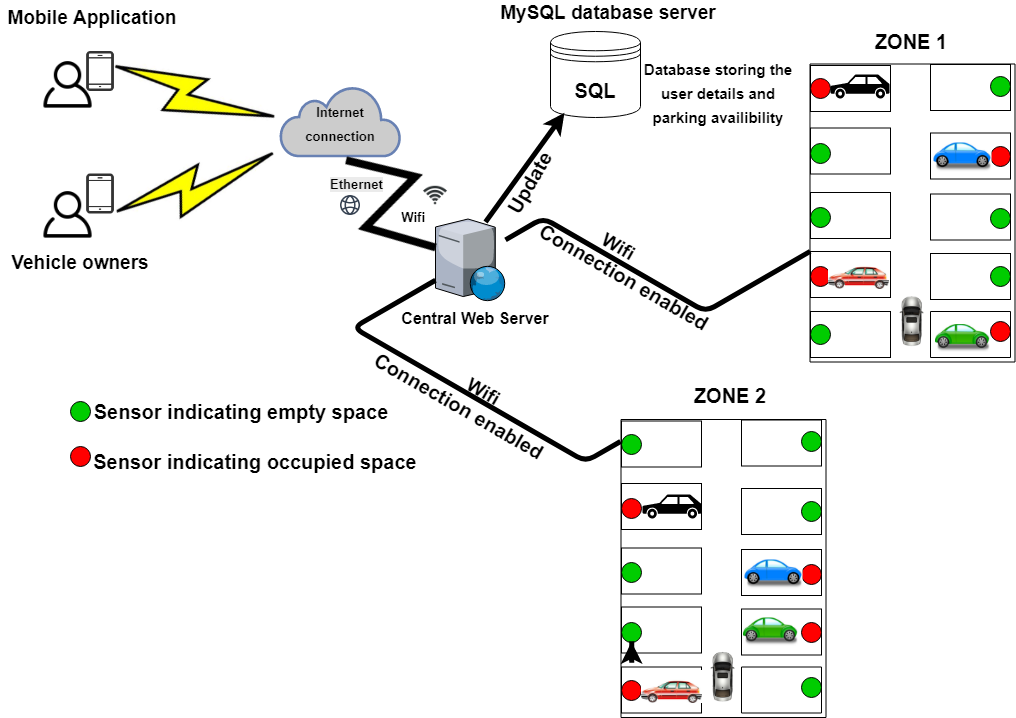 Mobile Application
MySQL database server
ZONE 1
SQL
Database storing the
user details and
parking availibility
Internet
connection
Ethernet
Wifi
Update
Vehicle owners
Wifi
Connection enabled
Central Web Server
Wifi
Connection enabled
ZONE 2
Sensor indicating empty space
Sensor indicating occupied space